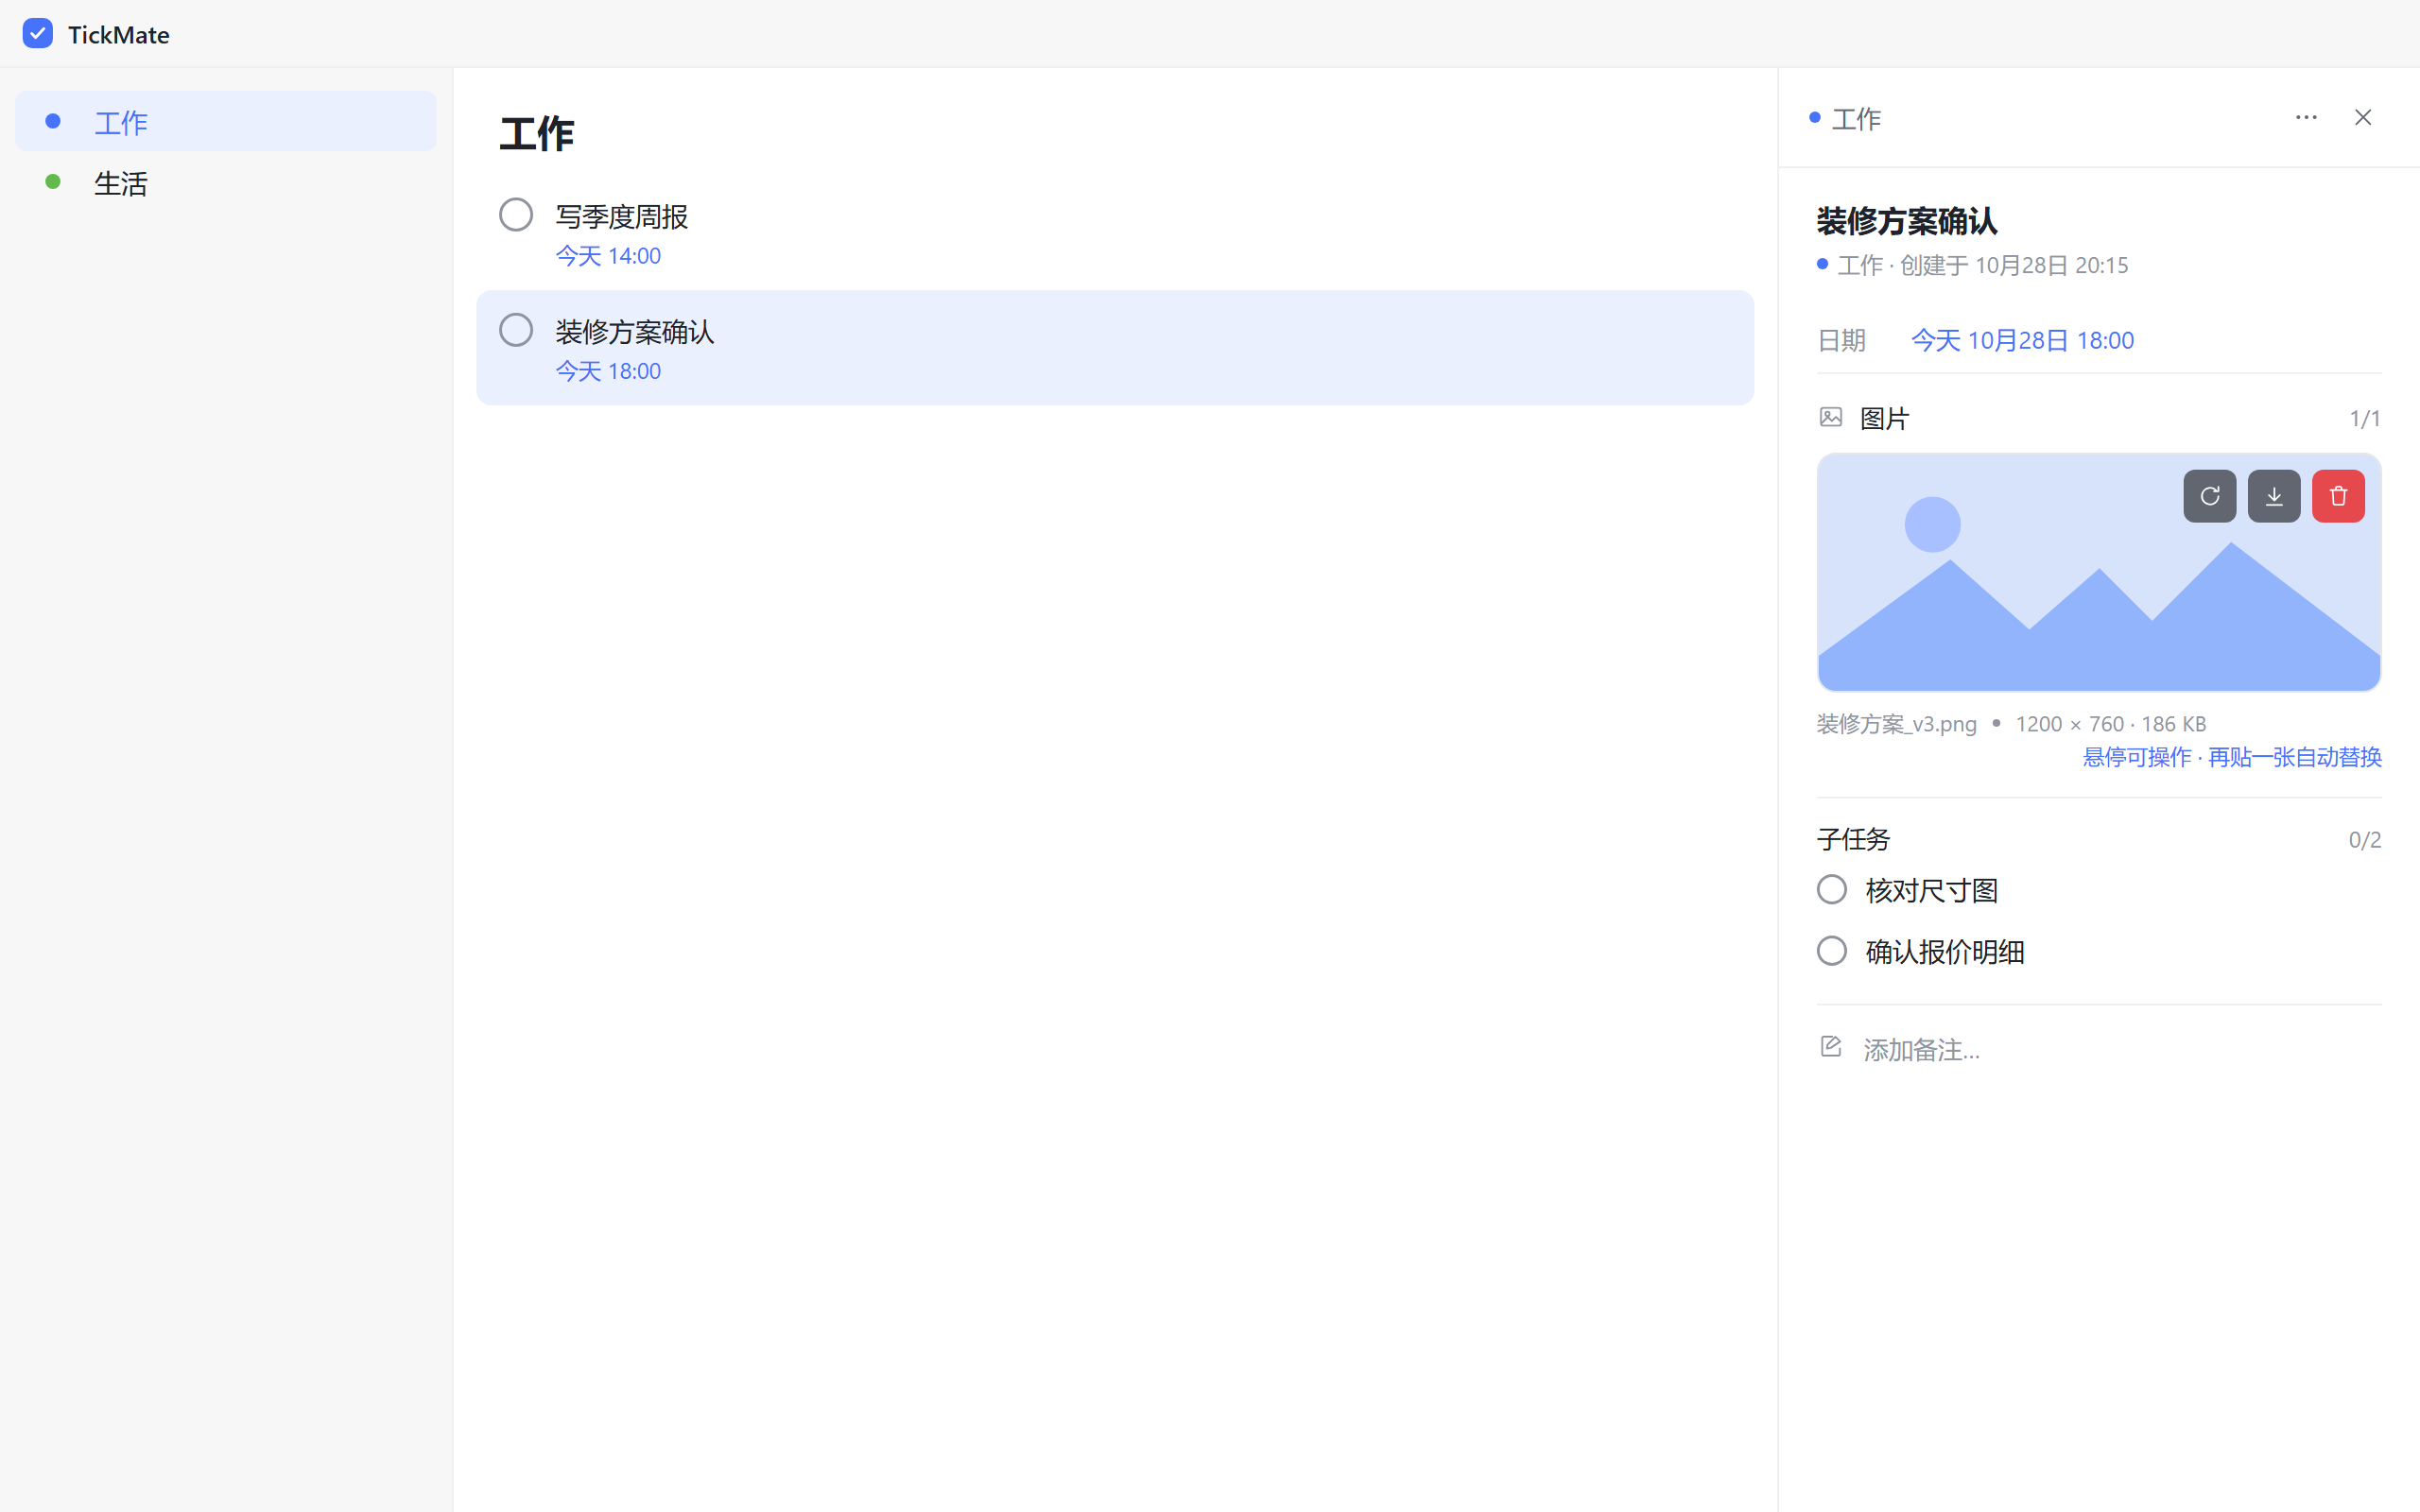 TickMate
工作
生活
工作
写季度周报
今天 14:00
装修方案确认
今天 18:00
工作
装修方案确认
工作 · 创建于 10月28日 20:15
日期 今天 10月28日 18:00
图片 1/1
装修方案_v3.png • 1200 × 760 · 186 KB
悬停可操作 · 再贴一张自动替换
子任务 0/2
核对尺寸图
确认报价明细
添加备注...